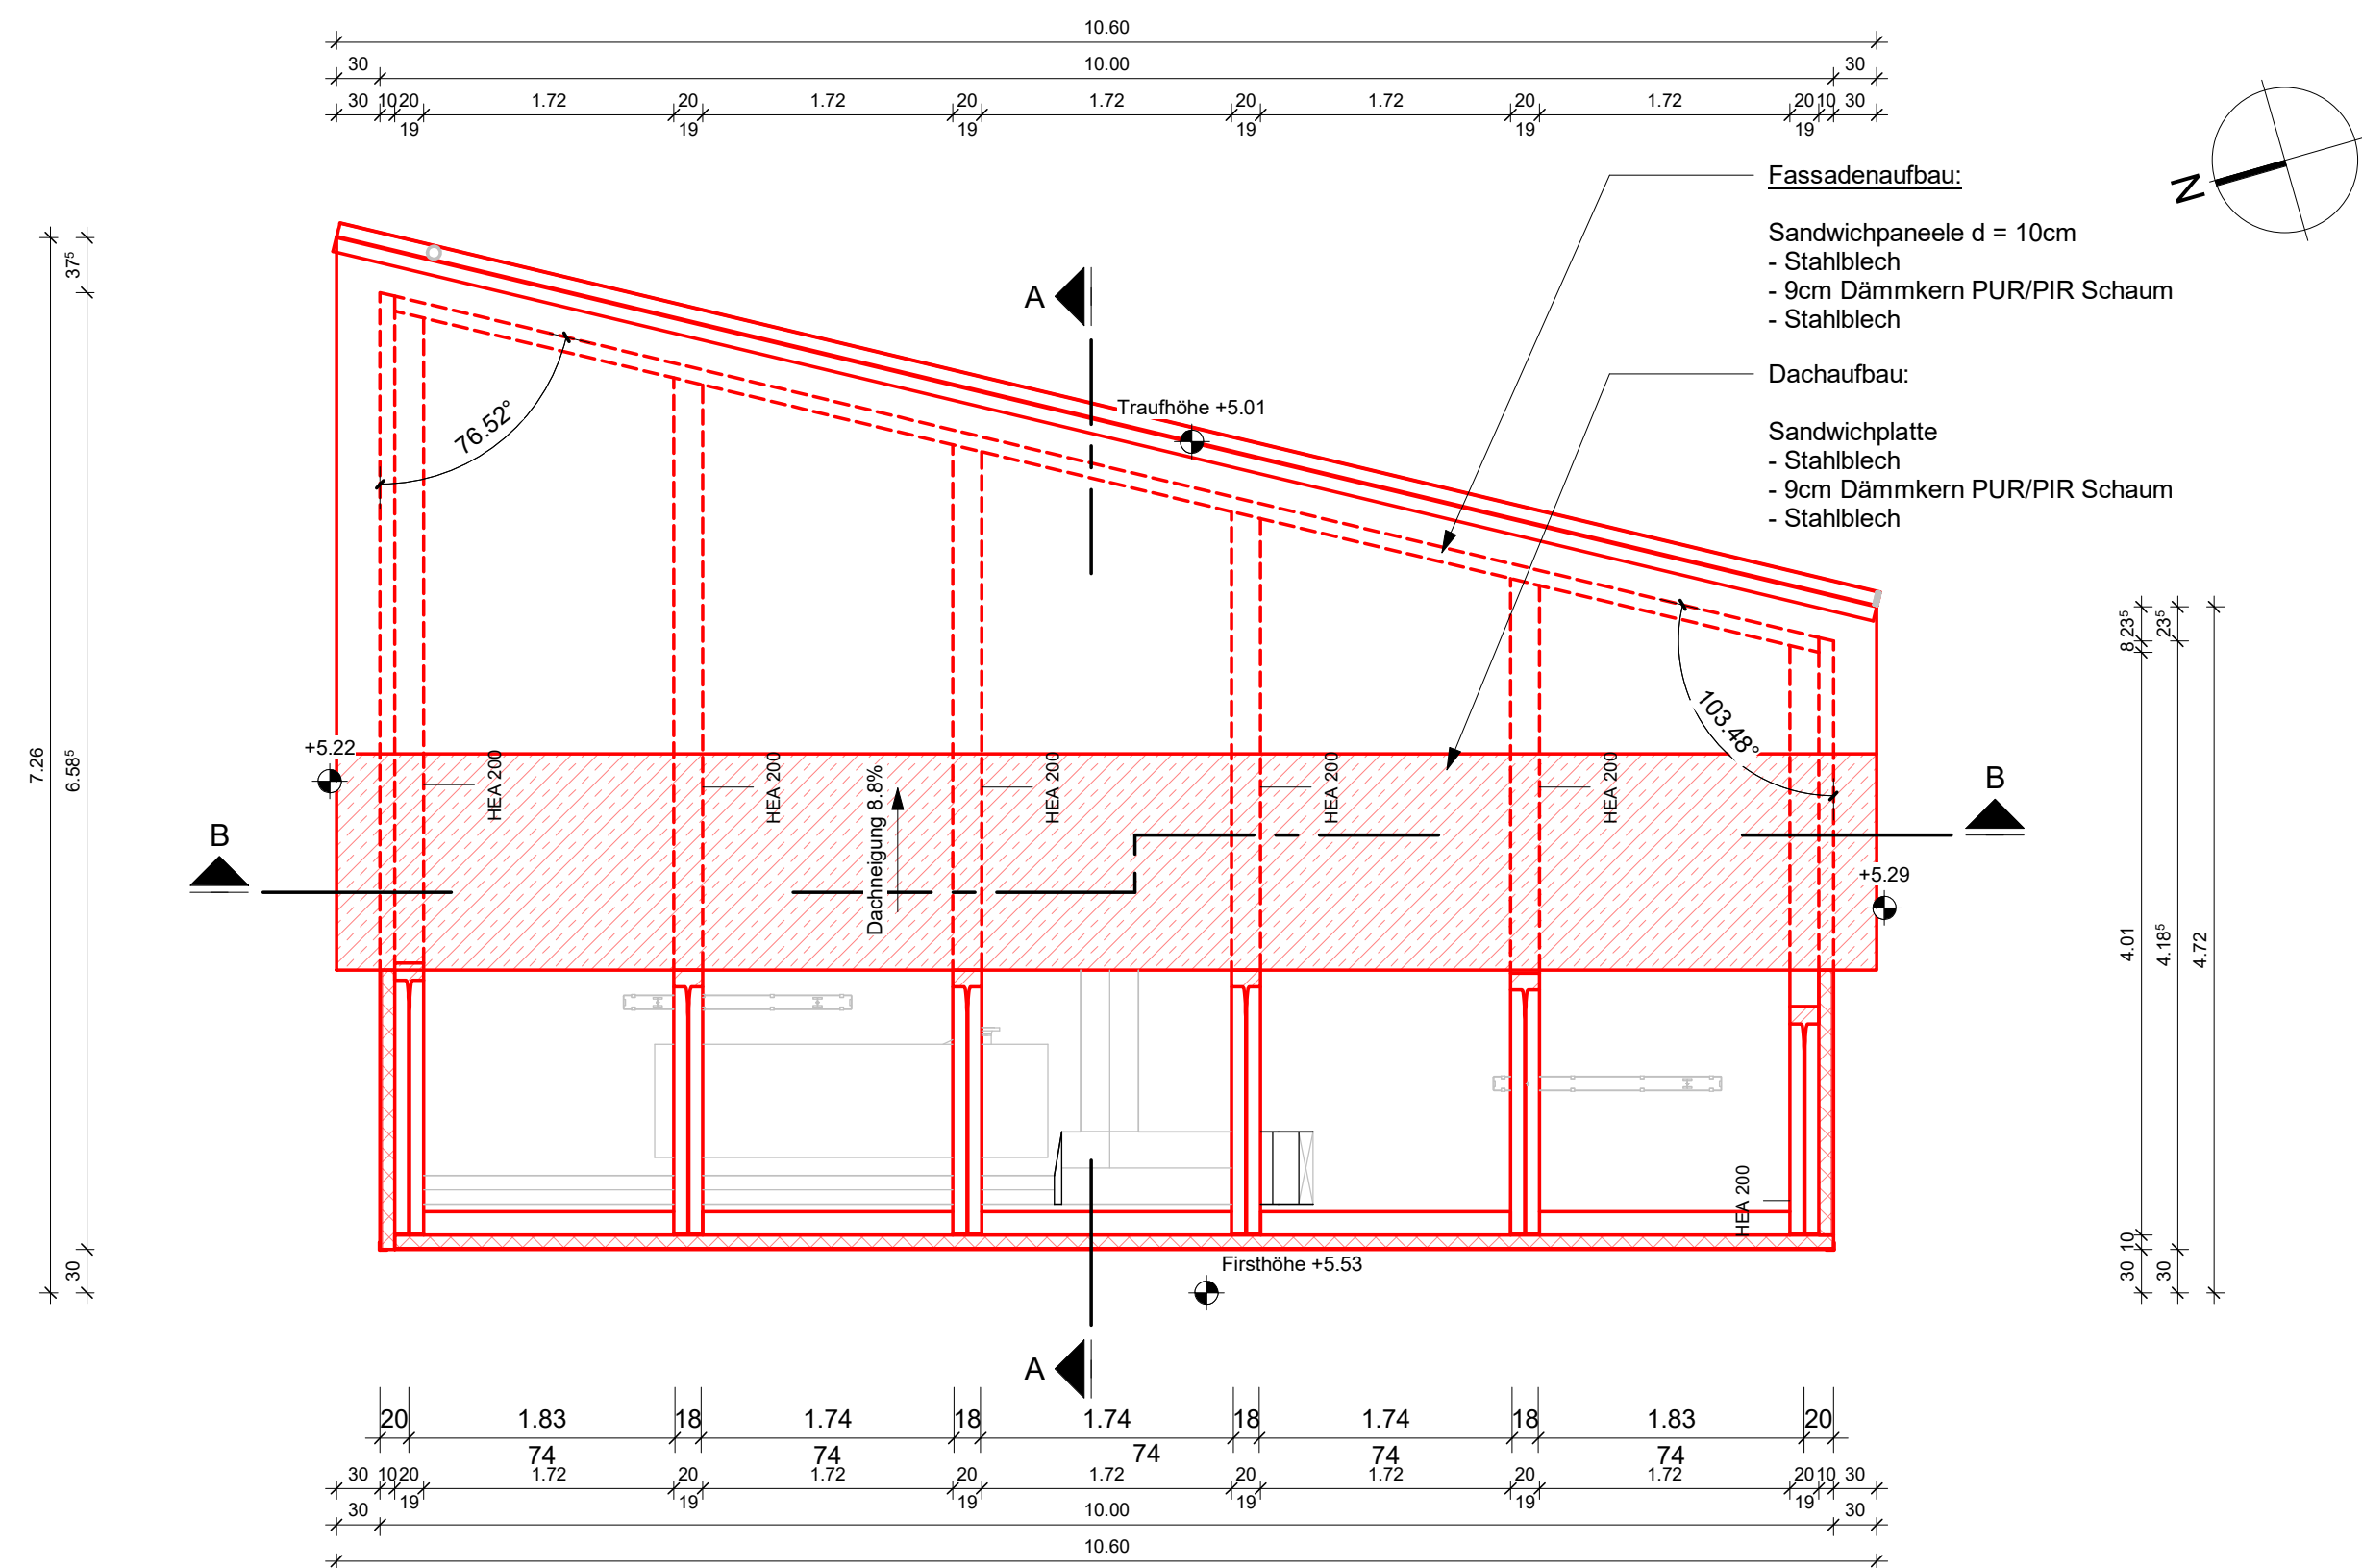 10.60
30 10.00 30
30 10 20 1.72 20 1.72 20 1.72 20 1.72 20 1.72 20 10 30
19 19 19 19 19 19
N
Fassadenaufbau:
Sandwichpaneele d = 10cm
- Stahlblech
- 9cm Dämmkern PUR/PIR Schaum
- Stahlblech
Dachaufbau:
Sandwichplatte
- Stahlblech
- 9cm Dämmkern PUR/PIR Schaum
- Stahlblech
A
Traufhöhe +5.01
76.52°
103.48°
37⁵
7.26
6.58⁵
30
+5.22
HEA 200
HEA 200
HEA 200
HEA 200
HEA 200
Dachneigung 8.8%
B
B
+5.29
23⁵ 23⁵
8
4.01 4.18⁵ 4.72
10
30 30
HEA 200
Firsthöhe +5.53
A
20 1.83 18 1.74 18 1.74 18 1.74 18 1.83 20
74 74 74 74 74
30 10 20 1.72 20 1.72 20 1.72 20 1.72 20 1.72 20 10 30
19 19 19 19 19 19
30 10.00 30
10.60